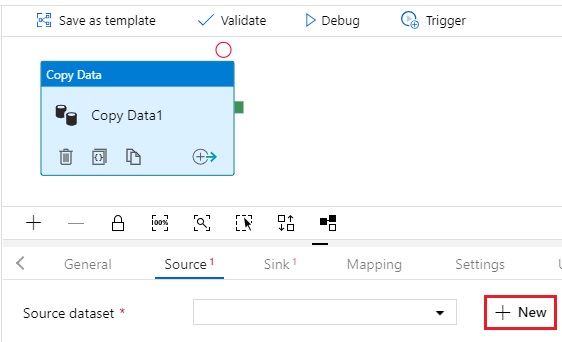 Save as template Validate Debug Trigger
Copy Data
Copy Data1
100%
General Source 1 Sink 1 Mapping Settings
Source dataset * + New